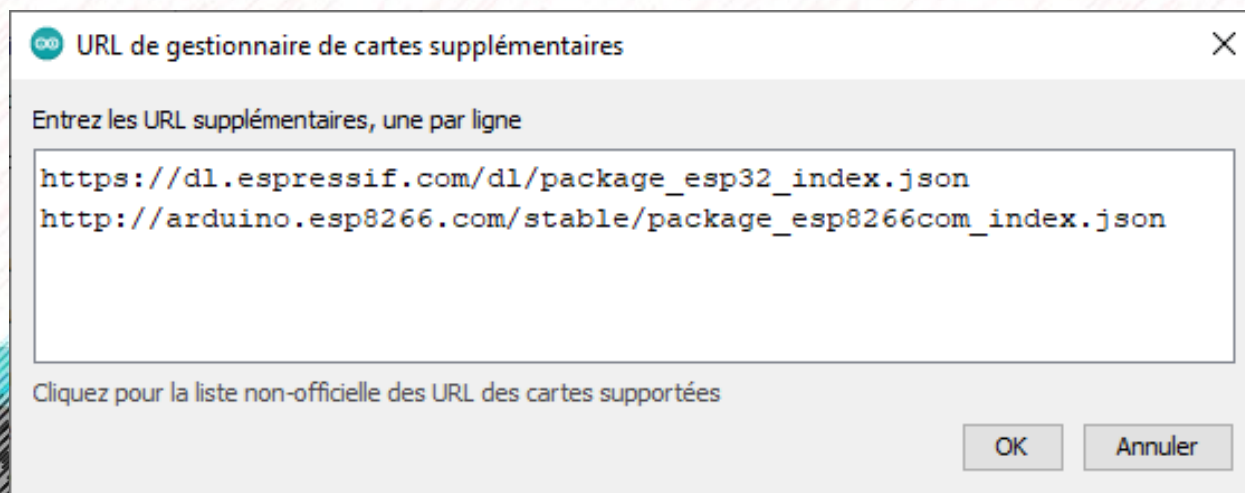 URL de gestionnaire de cartes supplémentaires
Entrez les URL supplémentaires, une par ligne
https://dl.espressif.com/dl/package_esp32_index.json
http://arduino.esp8266.com/stable/package_esp8266com_index.json
Cliquez pour la liste non-officielle des URL des cartes supportées
OK Annuler